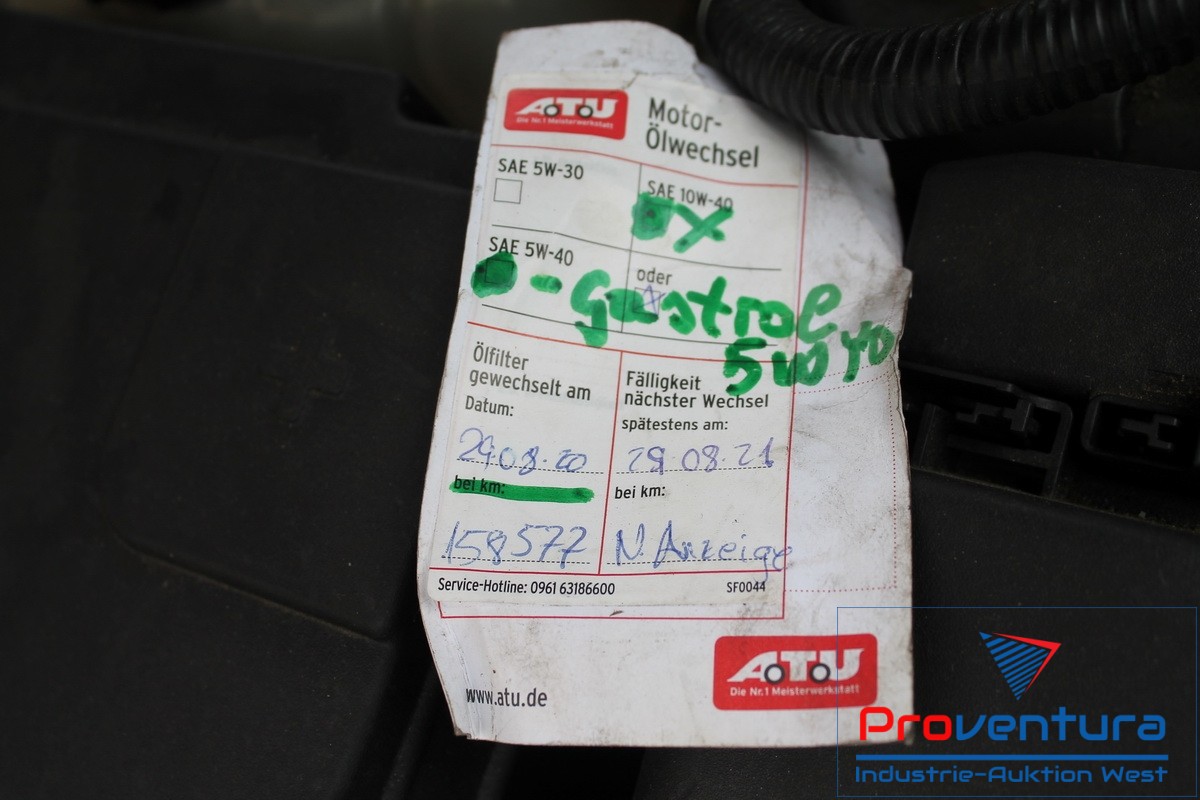 ATU
Die Nr.1 Meisterwerkstatt
Motor-
Ölwechsel
SAE 5W-30
SAE 10W-40
X
SAE 5W-40
oder
- Gastrol
5W40
Ölfilter
gewechselt am
Datum:
29.08.20
bei km:
158577
Fälligkeit
nächster Wechsel
spätestens am:
29.08.21
bei km:
N. Anzeige
Service-Hotline: 0961 63186600
SF0044
www.atu.de
ATU
Die Nr.1 Meisterwerkstatt
Proventura
Industrie-Auktion West